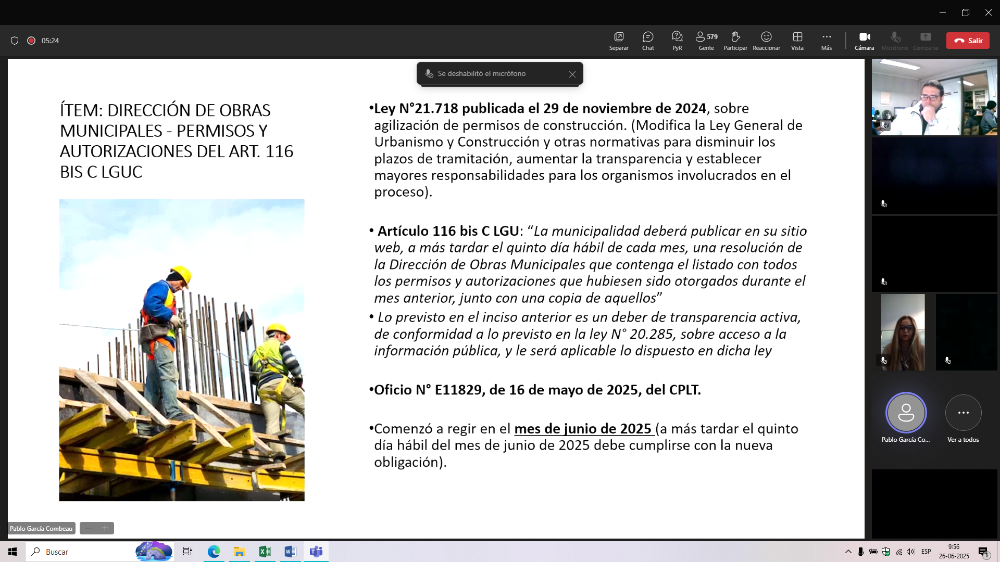 05:24
Separar
Chat
PyR
579
Gente
Participar
Reaccionar
Vista
Más
Cámara
Micrófono
Comparte
Salir
Se deshabilitó el micrófono
ÍTEM: DIRECCIÓN DE OBRAS
MUNICIPALES - PERMISOS Y
AUTORIZACIONES DEL ART. 116
BIS C LGUC
•Ley N°21.718 publicada el 29 de noviembre de 2024, sobre
agilización de permisos de construcción. (Modifica la Ley General de
Urbanismo y Construcción y otras normativas para disminuir los
plazos de tramitación, aumentar la transparencia y establecer
mayores responsabilidades para los organismos involucrados en el
proceso).
• Artículo 116 bis C LGU: “La municipalidad deberá publicar en su sitio
web, a más tardar el quinto día hábil de cada mes, una resolución de
la Dirección de Obras Municipales que contenga el listado con todos
los permisos y autorizaciones que hubiesen sido otorgados durante el
mes anterior, junto con una copia de aquellos”
• Lo previsto en el inciso anterior es un deber de transparencia activa,
de conformidad a lo previsto en la ley N° 20.285, sobre acceso a la
información pública, y le será aplicable lo dispuesto en dicha ley
•Oficio N° E11829, de 16 de mayo de 2025, del CPLT.
•Comenzó a regir en el mes de junio de 2025 (a más tardar el quinto
día hábil del mes de junio de 2025 debe cumplirse con la nueva
obligación).
Pablo García Co...
Ver a todos
Pablo García Combeau
Buscar
ESP
9:56
26-06-2025
1